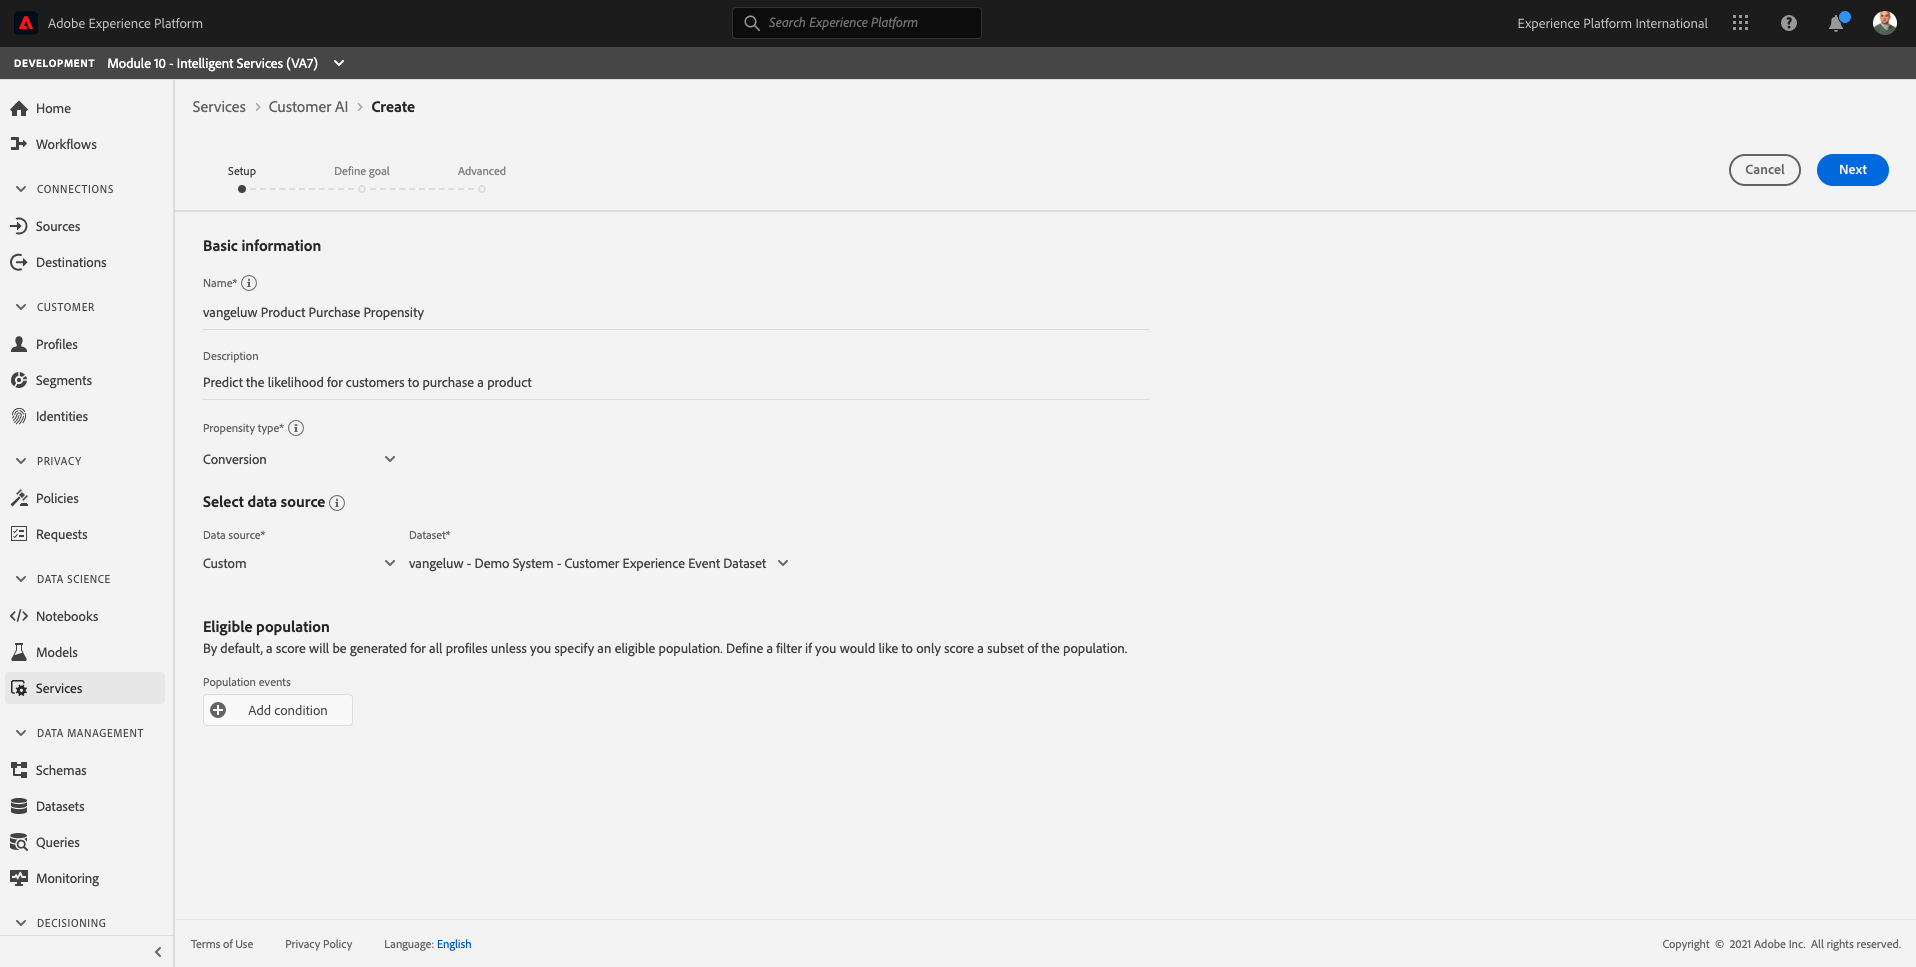 Adobe Experience Platform
Search Experience Platform
Experience Platform International
DEVELOPMENT Module 10 - Intelligent Services (VA7)
Home
Workflows
CONNECTIONS
Sources
Destinations
CUSTOMER
Profiles
Segments
Identities
PRIVACY
Policies
Requests
DATA SCIENCE
Notebooks
Models
Services
DATA MANAGEMENT
Schemas
Datasets
Queries
Monitoring
DECISIONING
Services > Customer AI > Create
Setup Define goal Advanced
Cancel Next
Basic information
Name*
vangeluw Product Purchase Propensity
Description
Predict the likelihood for customers to purchase a product
Propensity type*
Conversion
Select data source
Data source* Dataset*
Custom vangeluw - Demo System - Customer Experience Event Dataset
Eligible population
By default, a score will be generated for all profiles unless you specify an eligible population. Define a filter if you would like to only score a subset of the population.
Population events
Add condition
Terms of Use Privacy Policy Language: English
Copyright © 2021 Adobe Inc. All rights reserved.